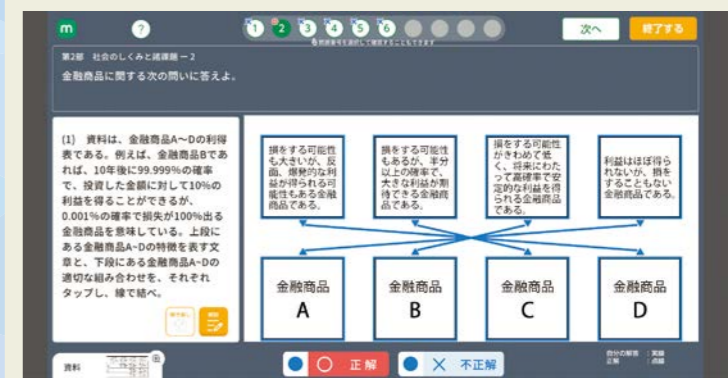 m
?
1 2 3 4 5 6
次へ
終了する
第2部 社会のしくみと諸課題 ー 2
金融商品に関する次の問いに答えよ。
(1) 資料は、金融商品A～Dの利得
表である。例えば、金融商品Bであ
れば、10年後に99.999%の確率
で、投資した金額に対して10%の
利益を得ることができるが、
0.001%の確率で損失が100%出る
金融商品を意味している。上段に
ある金融商品A~Dの特徴を表す文
章と、下段にある金融商品A~Dの
適切な組み合わせを、それぞれ
タップし、線で結べ。
損をする可能性
も大きいが、反
面、爆発的な利
益が得られる可
能性もある金融
商品である。
損をする可能性
もあるが、半分
以上の確率で、
大きな利益が期
待できる金融商
品である。
損をする可能性
がきわめて低
く、将来にわた
って高確率で安
定的な利益を得
られる金融商品
である。
利益はほぼ得ら
れないが、損を
することもない
金融商品である。
金融商品
A
金融商品
B
金融商品
C
金融商品
D
資料
正解
不正解
自分の解答 : 実線
正解 : 点線